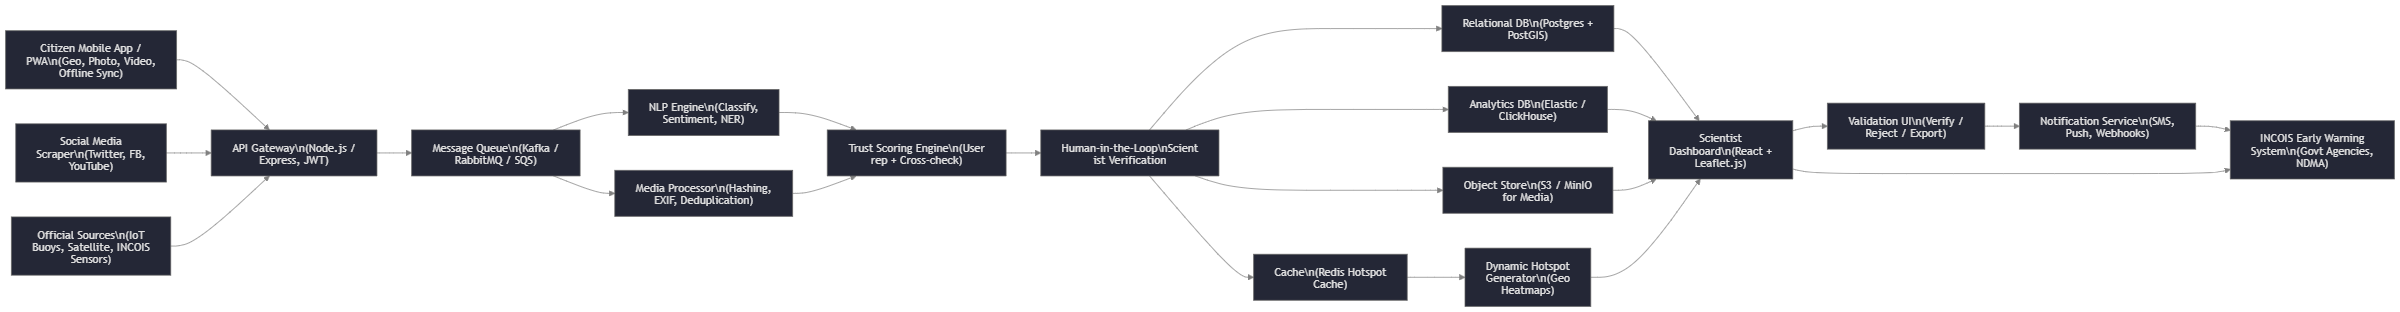 Citizen Mobile App /
PWA\n(Geo, Photo, Video,
Offline Sync)
Social Media
Scraper\n(Twitter, FB,
YouTube)
Official Sources\n(IoT
Buoys, Satellite, INCOIS
Sensors)
API Gateway\n(Node.js /
Express, JWT)
Message Queue\n(Kafka /
RabbitMQ / SQS)
NLP Engine\n(Classify,
Sentiment, NER)
Media Processor\n(Hashing,
EXIF, Deduplication)
Trust Scoring Engine\n(User
rep + Cross-check)
Human-in-the-Loop\nScient
ist Verification
Relational DB\n(Postgres +
PostGIS)
Analytics DB\n(Elastic /
ClickHouse)
Object Store\n(S3 / MinIO
for Media)
Cache\n(Redis Hotspot
Cache)
Dynamic Hotspot
Generator\n(Geo
Heatmaps)
Scientist
Dashboard\n(React +
Leaflet.js)
Validation UI\n(Verify /
Reject / Export)
Notification Service\n(SMS,
Push, Webhooks)
INCOIS Early Warning
System\n(Govt Agencies,
NDMA)